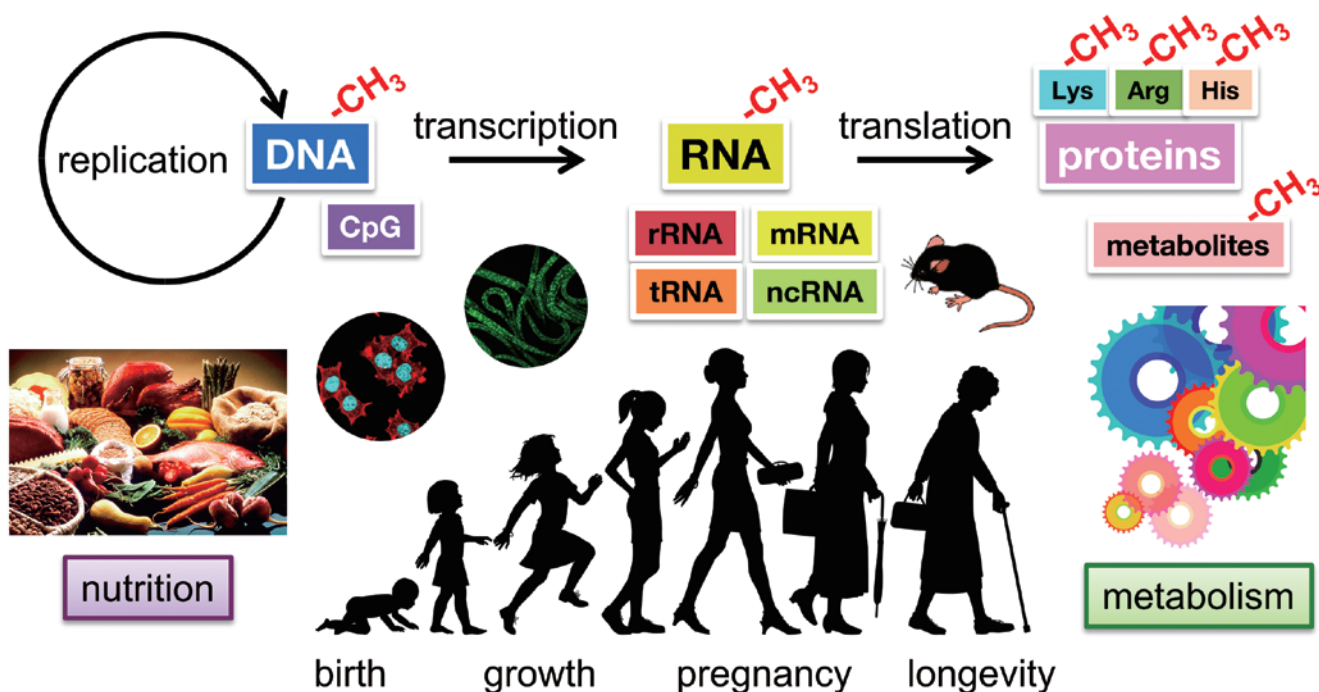 -CH3
-CH3
-CH3
-CH3
-CH3
Lys
Arg
His
replication
DNA
transcription
RNA
translation
proteins
CpG
-CH3
rRNA
mRNA
metabolites
tRNA
ncRNA
nutrition
metabolism
birth
growth
pregnancy
longevity